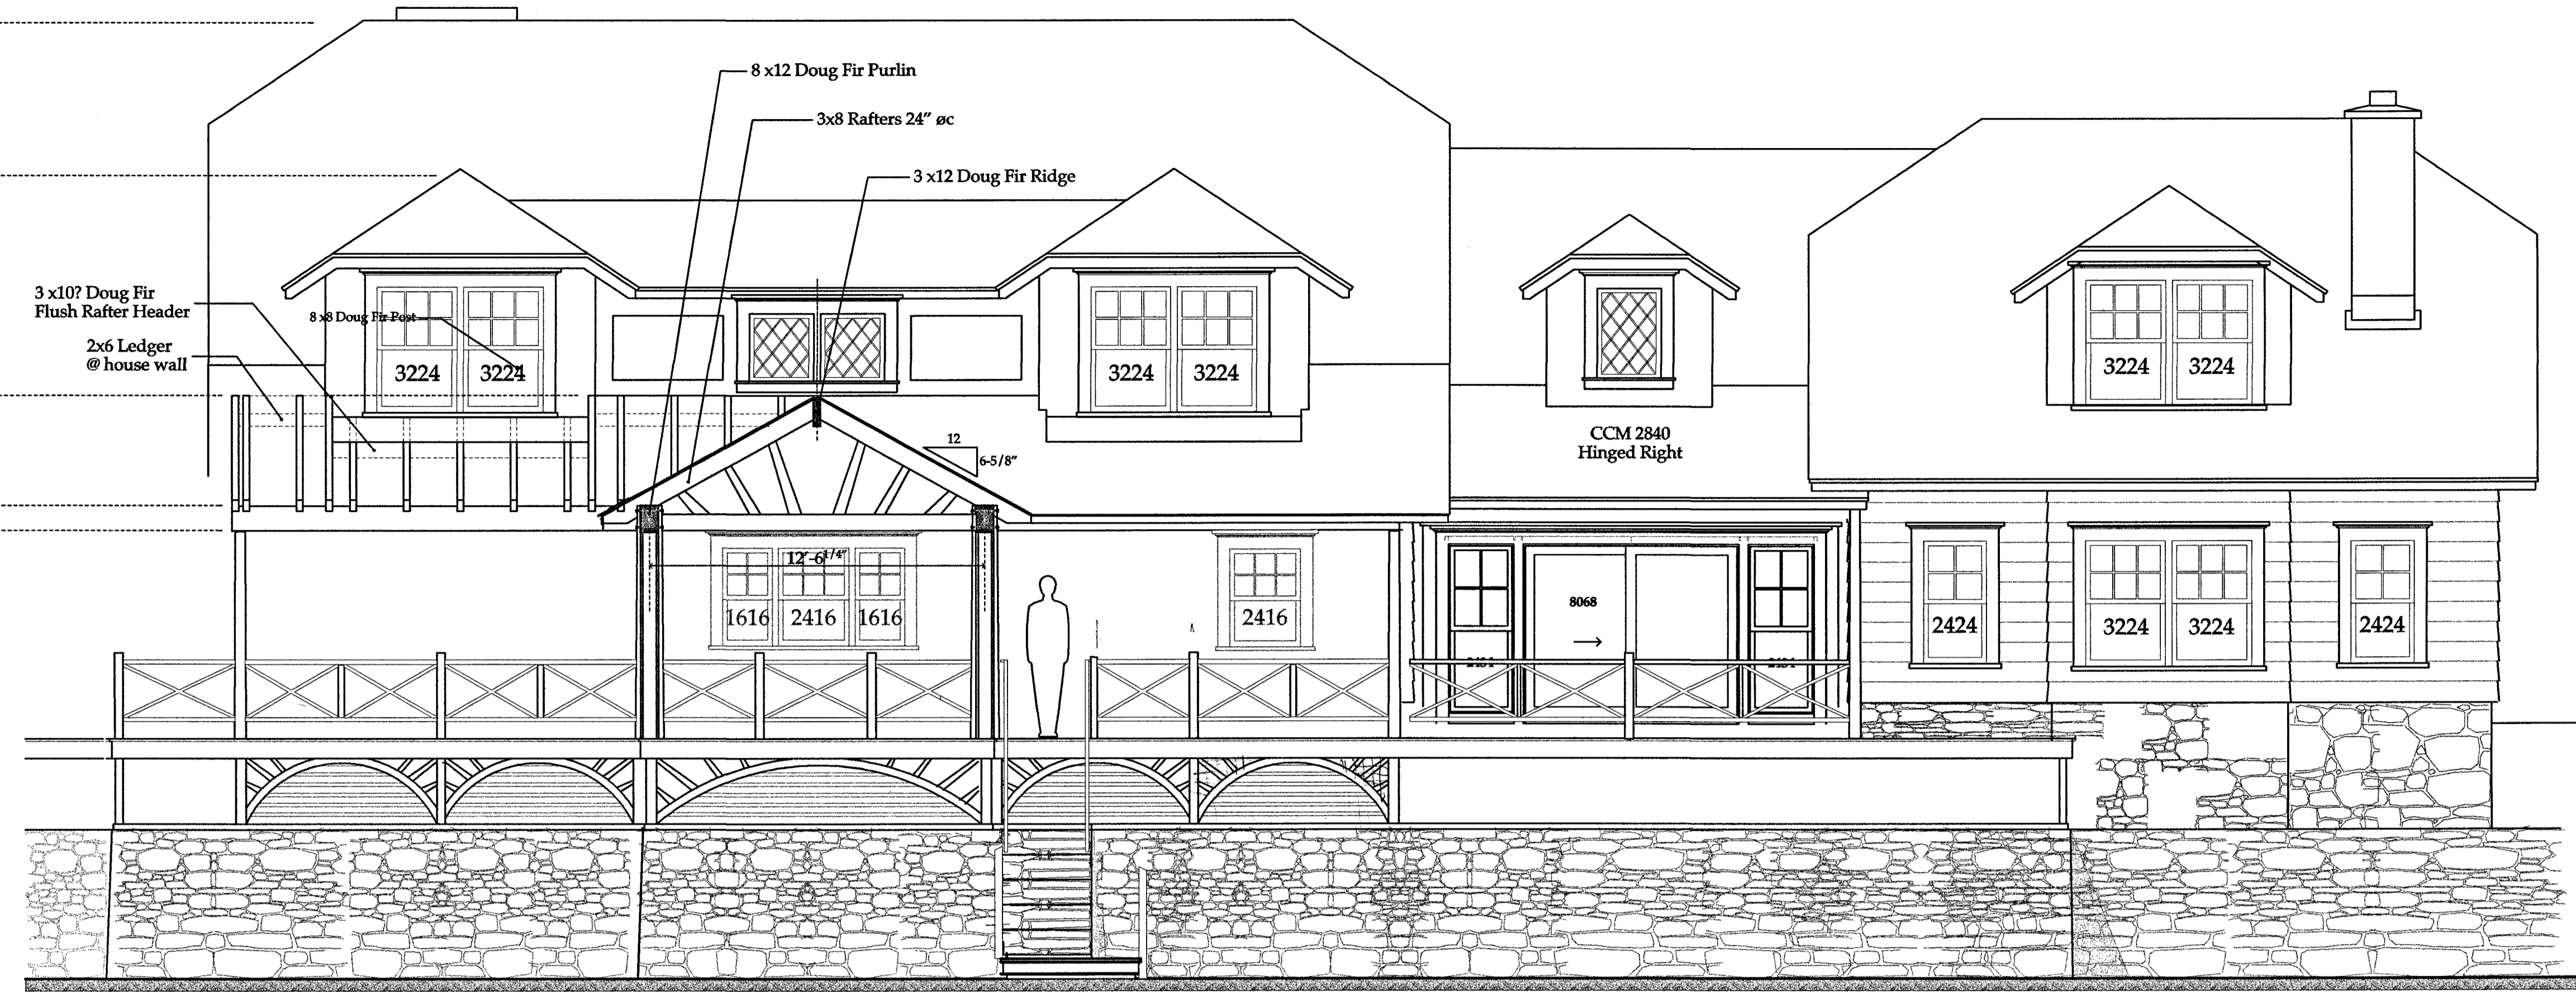 8 x12 Doug Fir Purlin
3x8 Rafters 24" øc
3 x12 Doug Fir Ridge
3 x10? Doug Fir
Flush Rafter Header
8 x8 Doug Fir Post
2x6 Ledger
@ house wall
3224 3224
3224 3224
3224 3224
12
6-5/8"
CCM 2840
Hinged Right
12'-6 1/4"
1616 2416 1616
2416
8068
2424
3224 3224
2424